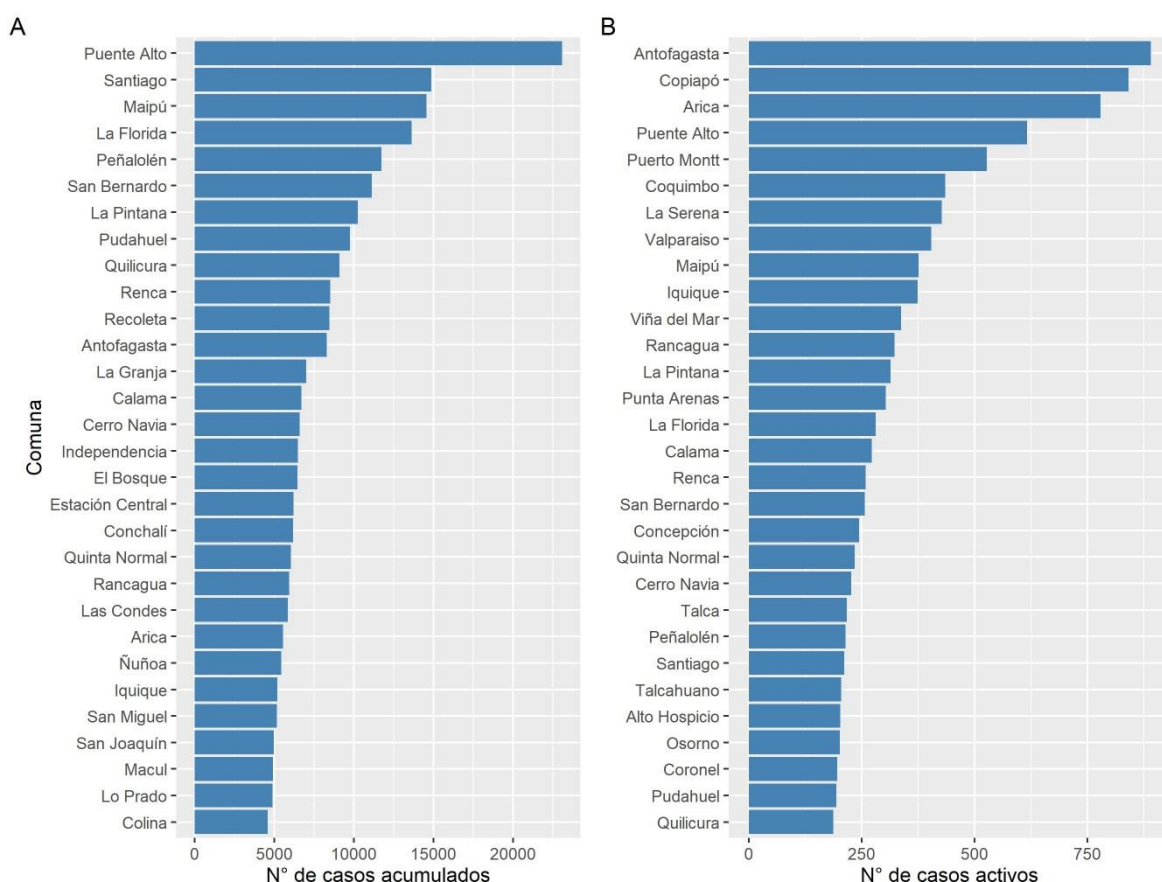 A
Puente Alto
Santiago
Maipú
La Florida
Peñalolén
San Bernardo
La Pintana
Pudahuel
Quilicura
Renca
Recoleta
Antofagasta
La Granja
Calama
Cerro Navia
Independencia
El Bosque
Estación Central
Conchalí
Quinta Normal
Rancagua
Las Condes
Arica
Ñuñoa
Iquique
San Miguel
San Joaquín
Macul
Lo Prado
Colina
Comuna
0 5000 10000 15000 20000
N° de casos acumulados
B
Antofagasta
Copiapó
Arica
Puente Alto
Puerto Montt
Coquimbo
La Serena
Valparaiso
Maipú
Iquique
Viña del Mar
Rancagua
La Pintana
Punta Arenas
La Florida
Calama
Renca
San Bernardo
Concepción
Quinta Normal
Cerro Navia
Talca
Peñalolén
Santiago
Talcahuano
Alto Hospicio
Osorno
Coronel
Pudahuel
Quilicura
0 250 500 750
N° de casos activos